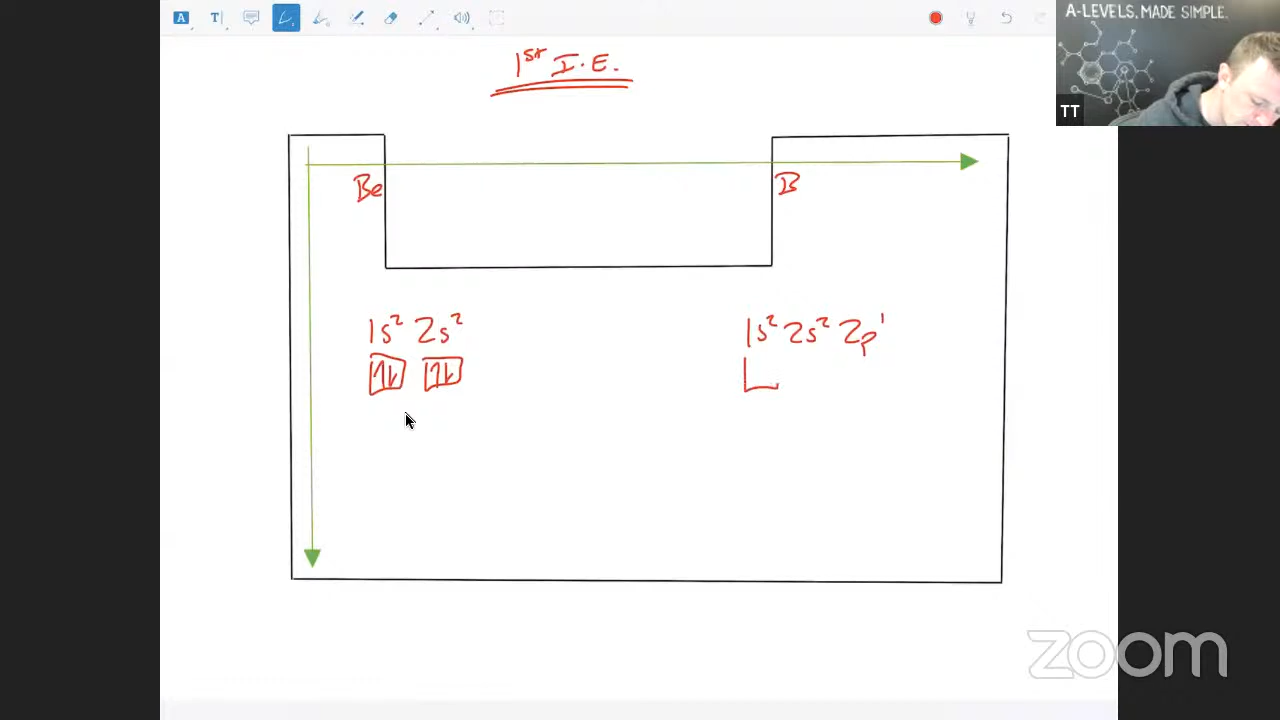 A-LEVELS, MADE SIMPLE.
TT
1st I.E.
Be B
1s² 2s² 1s² 2s² 2p¹
zoom